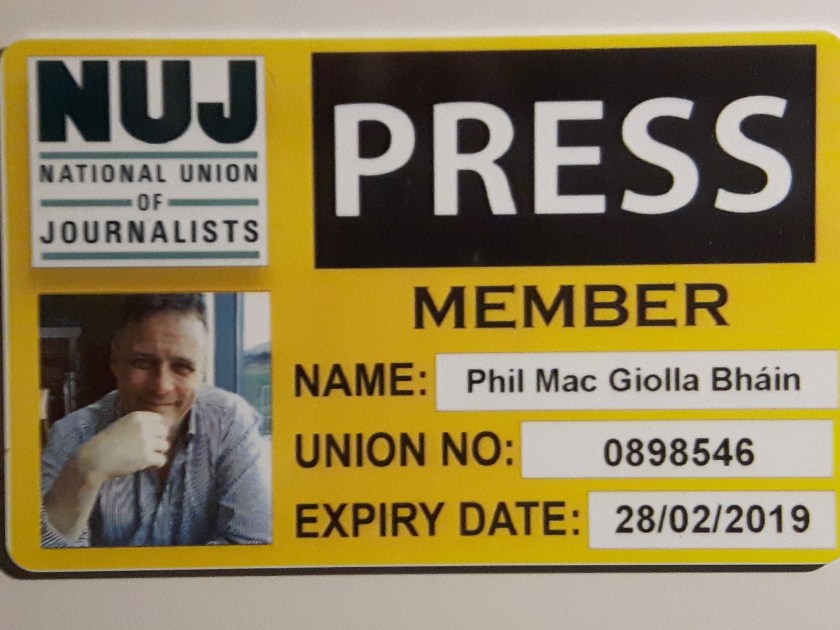 NUJ
NATIONAL UNION
OF
JOURNALISTS
PRESS
MEMBER
NAME: Phil Mac Giolla Bháin
UNION NO: 0898546
EXPIRY DATE: 28/02/2019